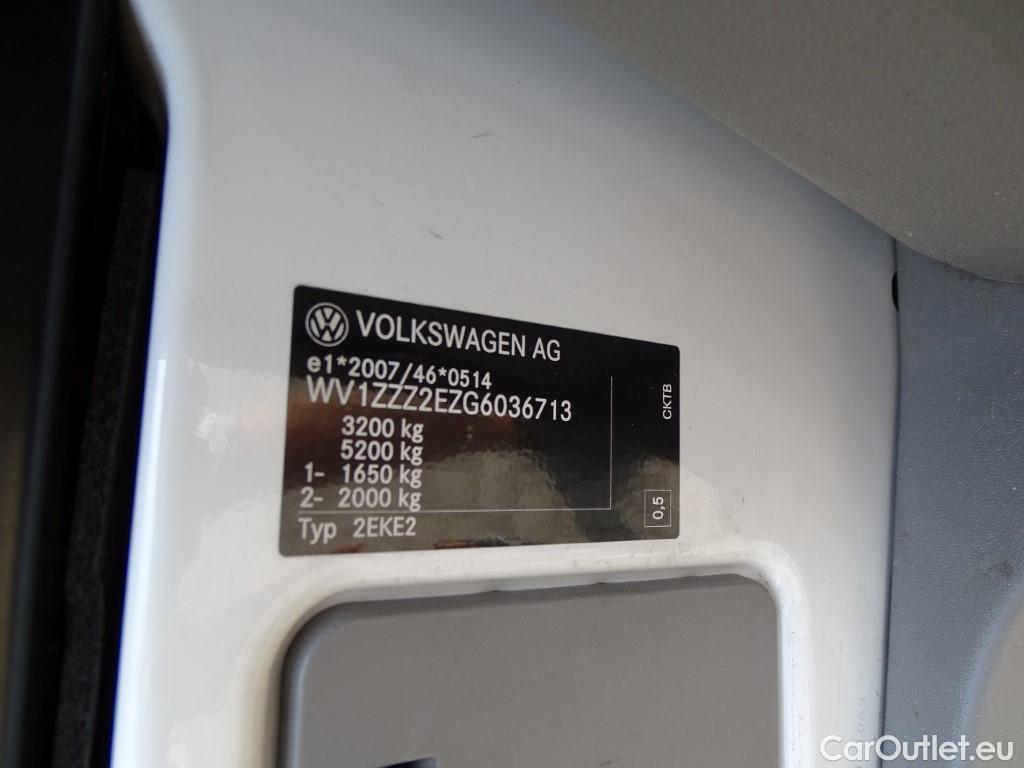 VOLKSWAGEN AG
e1*2007/46*0514
WV1ZZZ2EZG6036713
3200 kg
5200 kg
1- 1650 kg
2- 2000 kg
Typ 2EKE2
CKTB
0,5
CarOutlet.eu